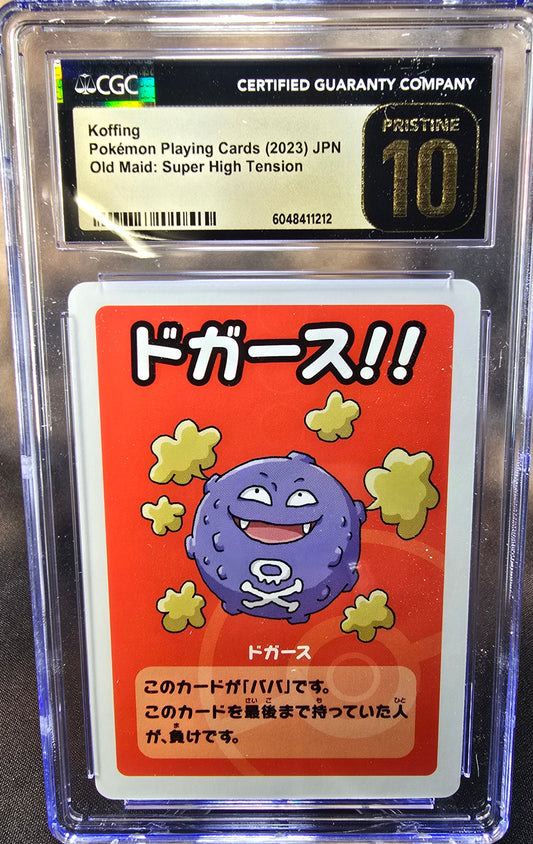 CGC
CERTIFIED GUARANTY COMPANY
Koffing
Pokémon Playing Cards (2023) JPN
Old Maid: Super High Tension
6048411212
PRISTINE
10
ドガース!!
ドガース
このカードが「ババ」です。
このカードを最後まで持っていた人
が、負けです。